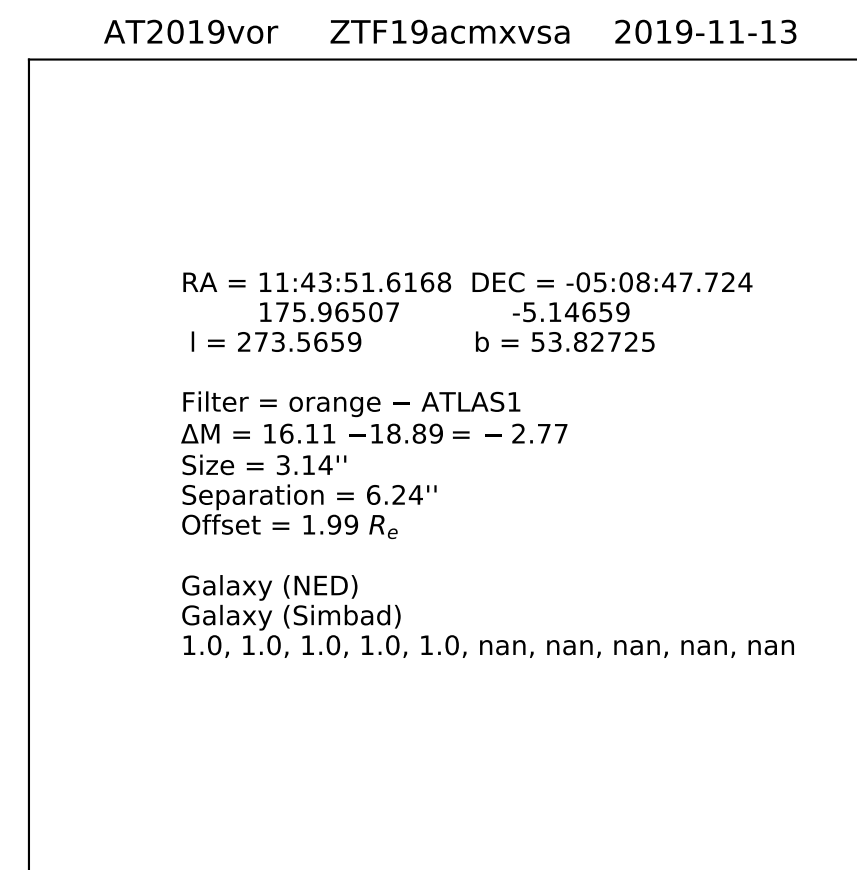 AT2019vor ZTF19acmxvsa 2019-11-13
RA = 11:43:51.6168 DEC = -05:08:47.724
175.96507 -5.14659
l = 273.5659 b = 53.82725
Filter = orange − ATLAS1
ΔM = 16.11 −18.89 = − 2.77
Size = 3.14''
Separation = 6.24''
Offset = 1.99 Re
Galaxy (NED)
Galaxy (Simbad)
1.0, 1.0, 1.0, 1.0, 1.0, nan, nan, nan, nan, nan